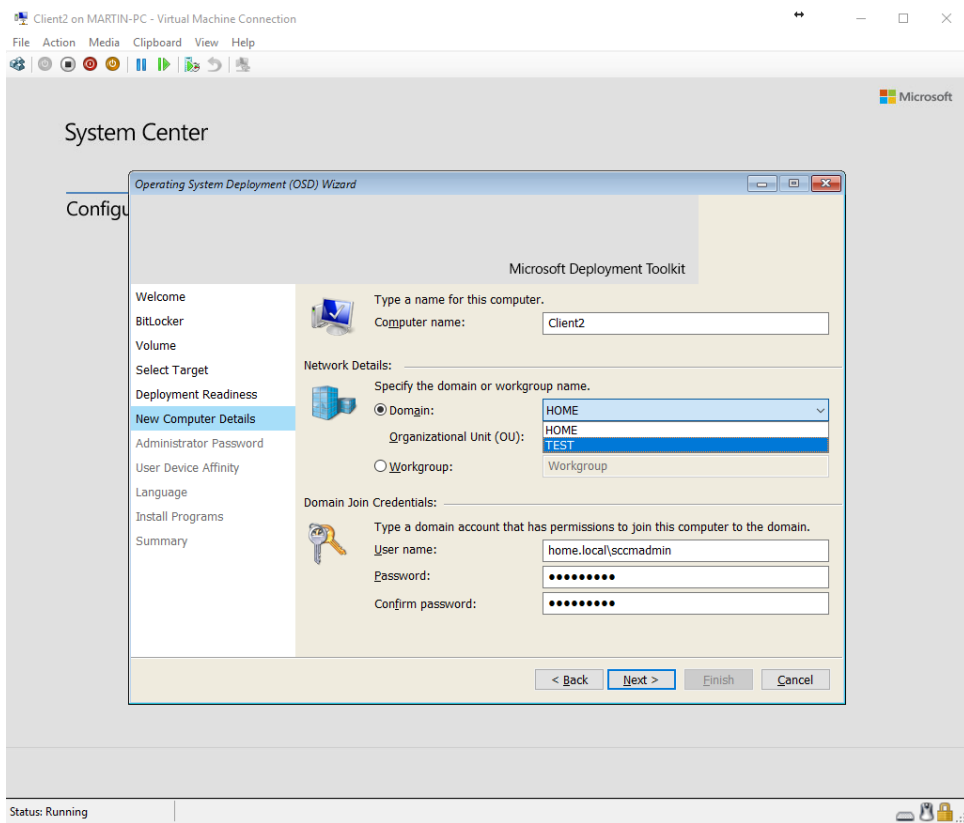 Client2 on MARTIN-PC - Virtual Machine Connection
File Action Media Clipboard View Help
Microsoft
System Center
Operating System Deployment (OSD) Wizard
Configu
Microsoft Deployment Toolkit
Welcome
BitLocker
Volume
Select Target
Deployment Readiness
New Computer Details
Administrator Password
User Device Affinity
Language
Install Programs
Summary
Type a name for this computer.
Computer name: Client2
Network Details:
Specify the domain or workgroup name.
Domain: HOME
HOME
Organizational Unit (OU):
TEST
Workgroup: Workgroup
Domain Join Credentials:
Type a domain account that has permissions to join this computer to the domain.
User name: home.local\sccmadmin
Password: •••••••••
Confirm password: •••••••••
< Back Next > Finish Cancel
Status: Running